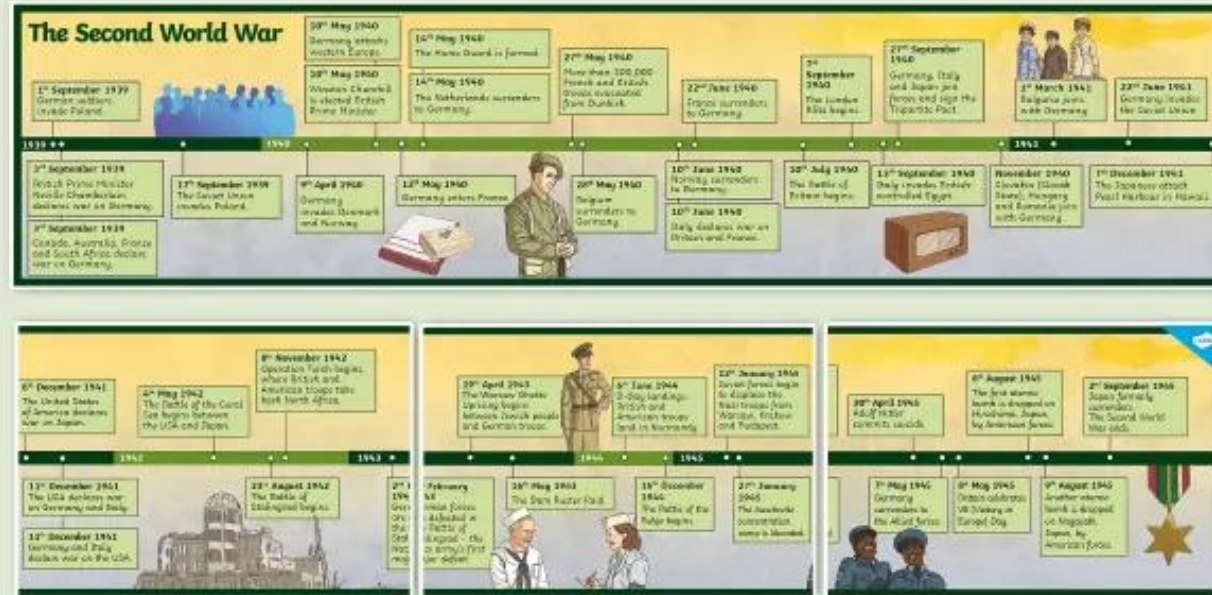 The Second World War
1st September 1939
German soldiers
invade Poland.
10th May 1940
Germany attacks
western Europe.
10th May 1940
Winston Churchill
is elected British
Prime Minister.
14th May 1940
The Home Guard is formed.
14th May 1940
The Netherlands surrenders
to Germany.
27th May 1940
More than 300,000
French and British
troops evacuated
from Dunkirk.
22nd June 1940
France surrenders
to Germany.
September
1940
The London
Blitz begins.
27th September
1940
Germany, Italy
and Japan join
forces and sign the
Tripartite Pact.
1st March 1941
Bulgaria joins
with Germany.
22nd June 1941
Germany invades
the Soviet Union
1939
1940
1941
3rd September 1939
British Prime Minister
Neville Chamberlain
declares war on Germany.
3rd September 1939
Canada, Australia, France
and South Africa declare
war on Germany.
17th September 1939
The Soviet Union
invades Poland.
9th April 1940
Germany
invades Denmark
and Norway.
12th May 1940
Germany enters France.
28th May 1940
Belgium
surrenders to
Germany.
10th June 1940
Norway surrenders
to Germany.
10th June 1940
Italy declares war on
Britain and France.
10th July 1940
The Battle of
Britain begins.
13th September 1940
Italy invades British
controlled Egypt.
November 1940
Slovakia (Slovak
State), Hungary
and Romania join
with Germany.
7th December 1941
The Japanese attack
Pearl Harbour in Hawaii.
December 1941
The United States
of America declares
war on Japan.
4th May 1942
The Battle of the Coral
Sea begins between
the USA and Japan.
8th November 1942
Operation Torch begins,
where British and
American troops take
back North Africa.
1942
1943
11th December 1941
The USA declares war
on Germany and Italy.
11th December 1941
Germany and Italy
declare war on the USA.
23rd August 1942
The Battle of
Stalingrad begins.
19th April 1943
The Warsaw Ghetto
Uprising begins
between Jewish people
and German troops.
6th June 1944
D-Day landings:
British and
American troops
land in Normandy.
12th January 1945
Soviet forces begin
to displace the
Nazi troops from
Warsaw, Krakow
and Budapest.
1944
1945
February
defeated in
Battle of
army's first
16th May 1943
The Dam Buster Raid.
16th December
1944
The Battle of the
Bulge begins.
27th January
1945
The Auschwitz
concentration
camp is liberated.
30th April 1945
Adolf Hitler
commits suicide.
6th August 1945
The first atomic
bomb is dropped on
Hiroshima, Japan,
by American forces.
2nd September 1945
Japan formally
surrenders.
The Second World
War ends.
7th May 1945
Germany
surrenders to
the Allied forces.
8th May 1945
Britain celebrates
VE (Victory in
Europe) Day.
9th August 1945
Another atomic
bomb is dropped
on Nagasaki,
Japan, by
American forces.